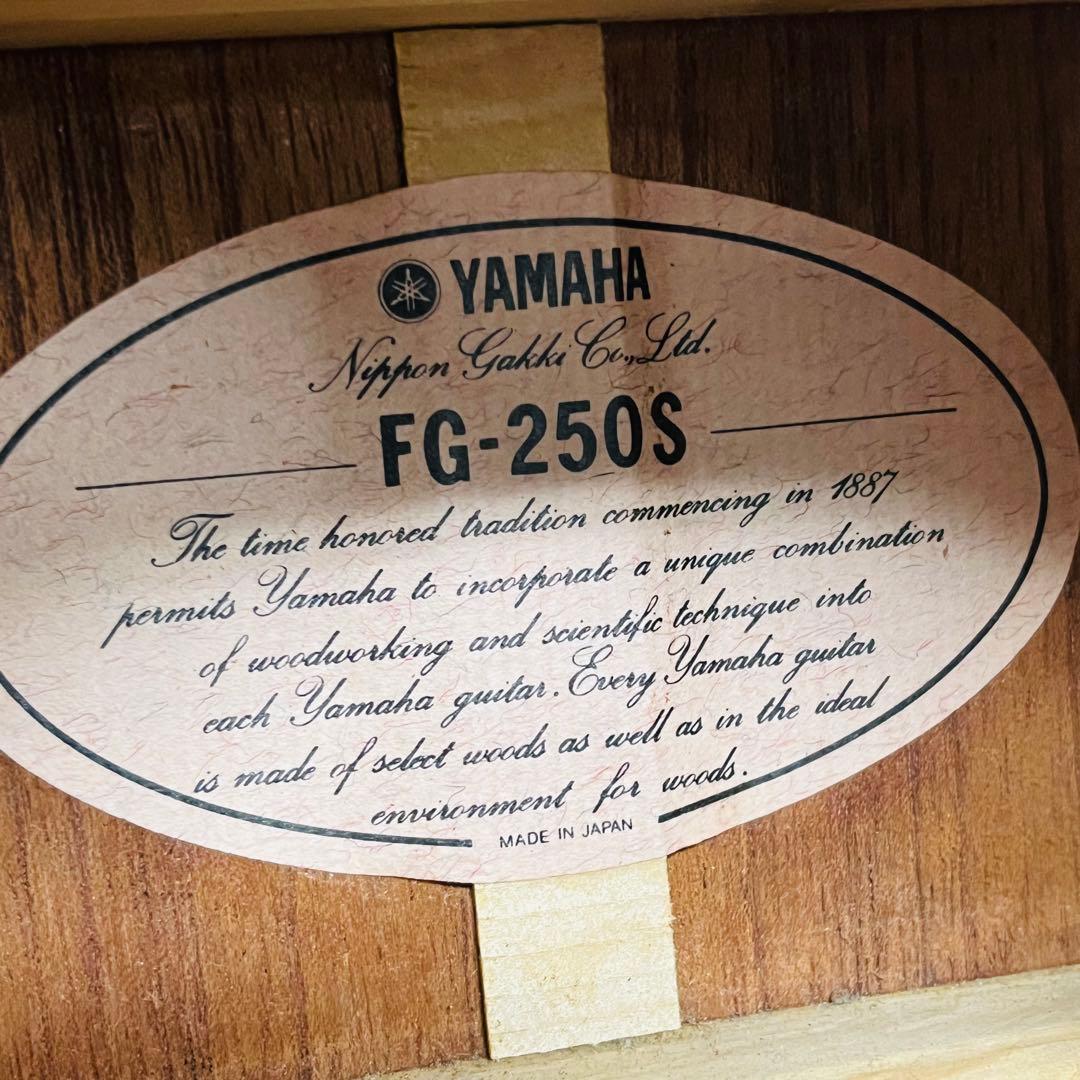 YAMAHA
Nippon Gakki Co., Ltd.
FG-250S
The time honored tradition commencing in 1887
permits Yamaha to incorporate a unique combination
of woodworking and scientific technique into
each Yamaha guitar. Every Yamaha guitar
is made of select woods as well as in the ideal
environment for woods.
MADE IN JAPAN